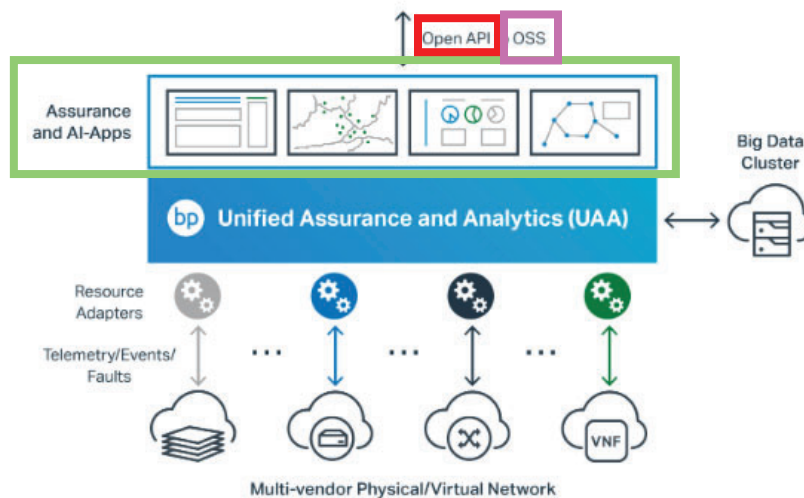 Open API OSS
Assurance
and AI-Apps
Big Data
Cluster
bp Unified Assurance and Analytics (UAA)
Resource
Adapters
Telemetry/Events/
Faults
... ... ...
VNF
Multi-vendor Physical/Virtual Network